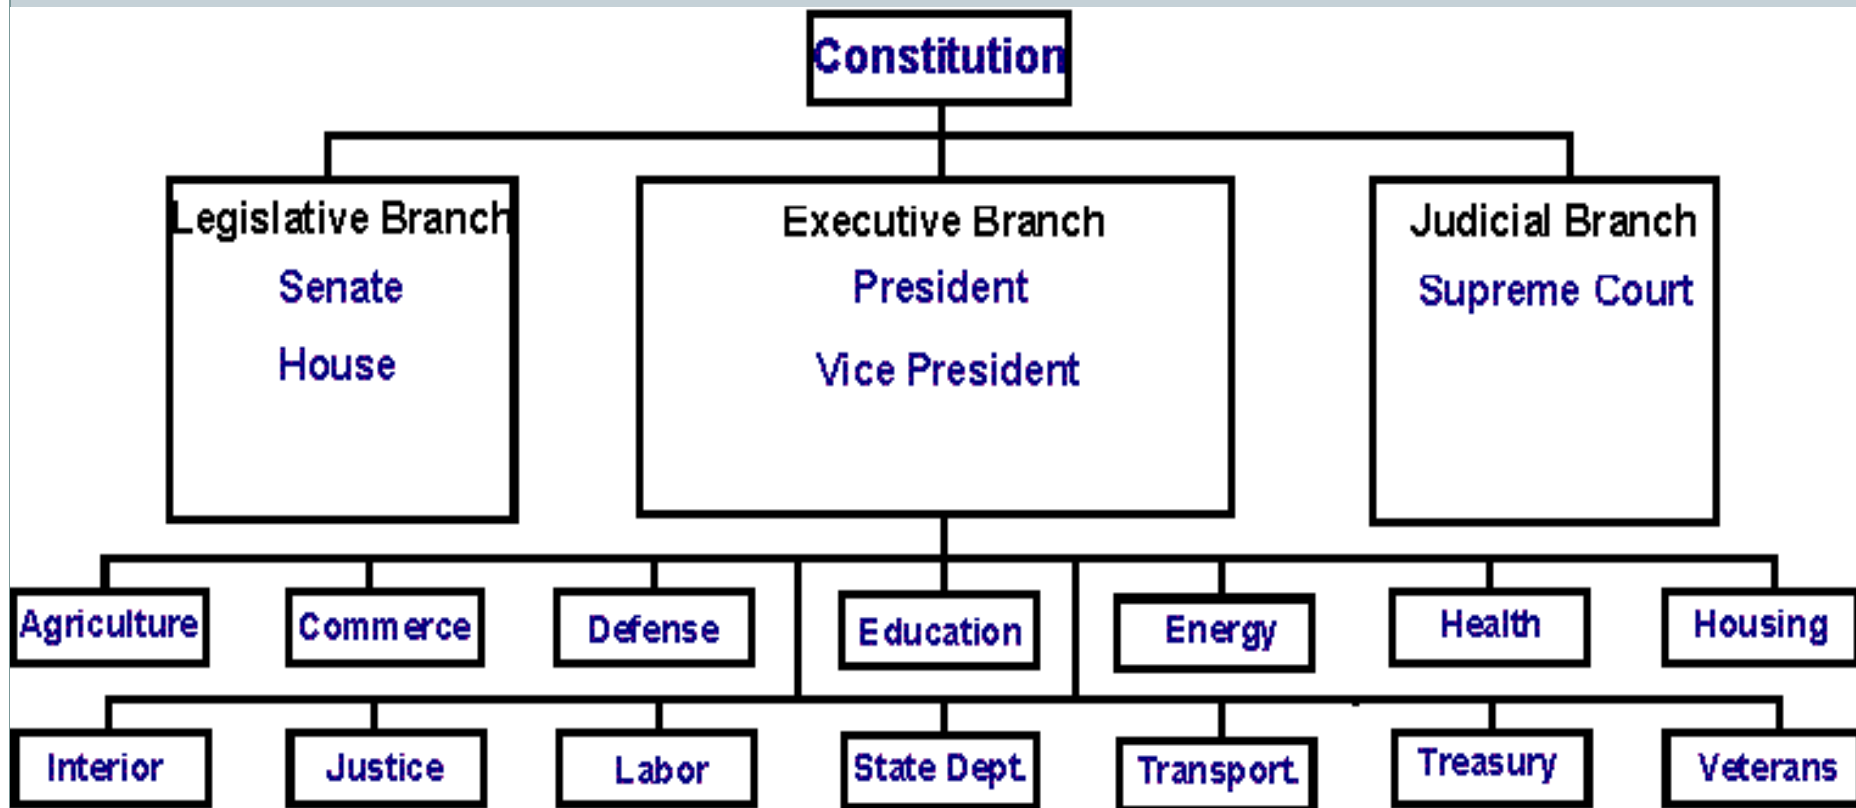 Constitution
Legislative Branch
Senate
House
Executive Branch
President
Vice President
Judicial Branch
Supreme Court
Agriculture
Commerce
Defense
Education
Energy
Health
Housing
Interior
Justice
Labor
State Dept.
Transport.
Treasury
Veterans